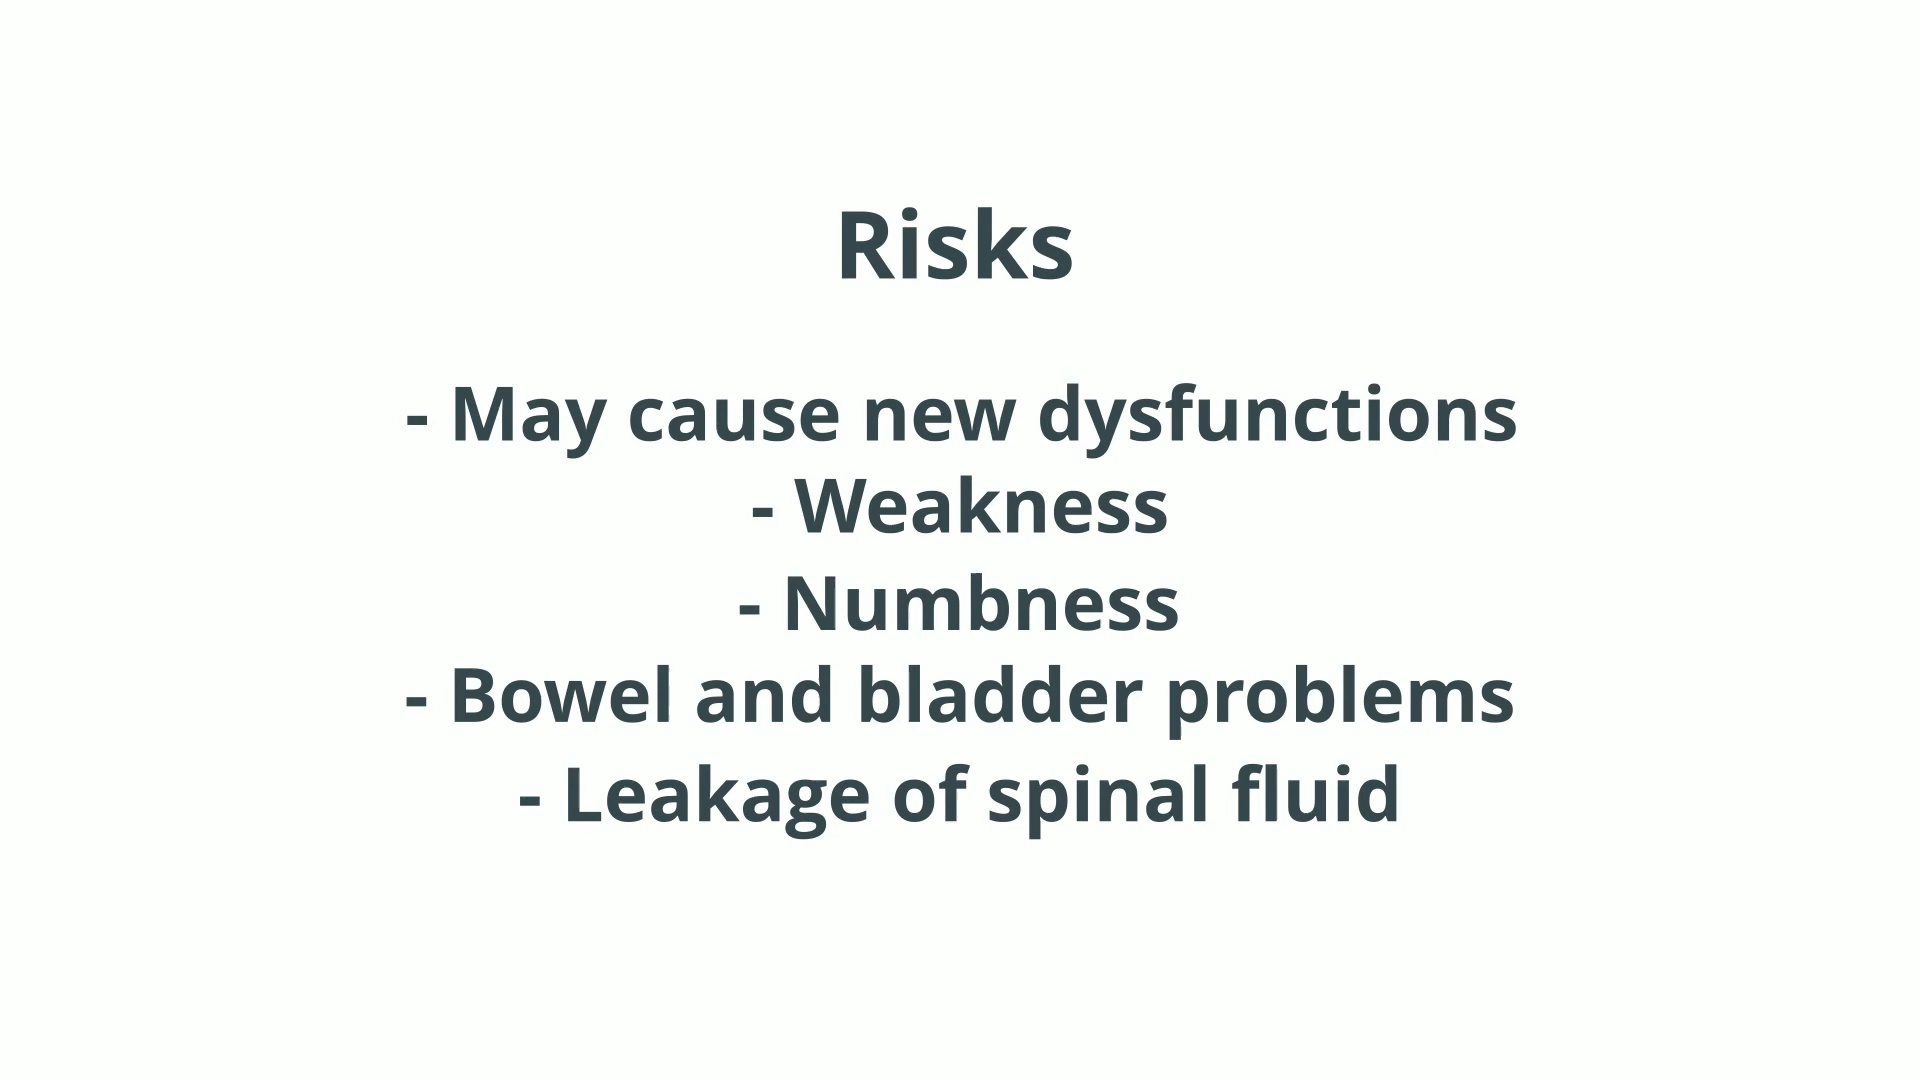 Risks
- May cause new dysfunctions
- Weakness
- Numbness
- Bowel and bladder problems
- Leakage of spinal fluid